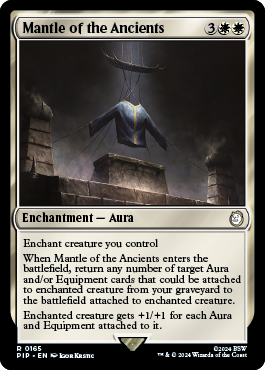 Mantle of the Ancients 3
Enchantment — Aura
Enchant creature you control
When Mantle of the Ancients enters the
battlefield, return any number of target Aura
and/or Equipment cards that could be attached
to enchanted creature from your graveyard to
the battlefield attached to enchanted creature.
Enchanted creature gets +1/+1 for each Aura
and Equipment attached to it.
R 0165 ©2024 BSW
PIP • EN Igor Krstic ™ & © 2024 Wizards of the Coast